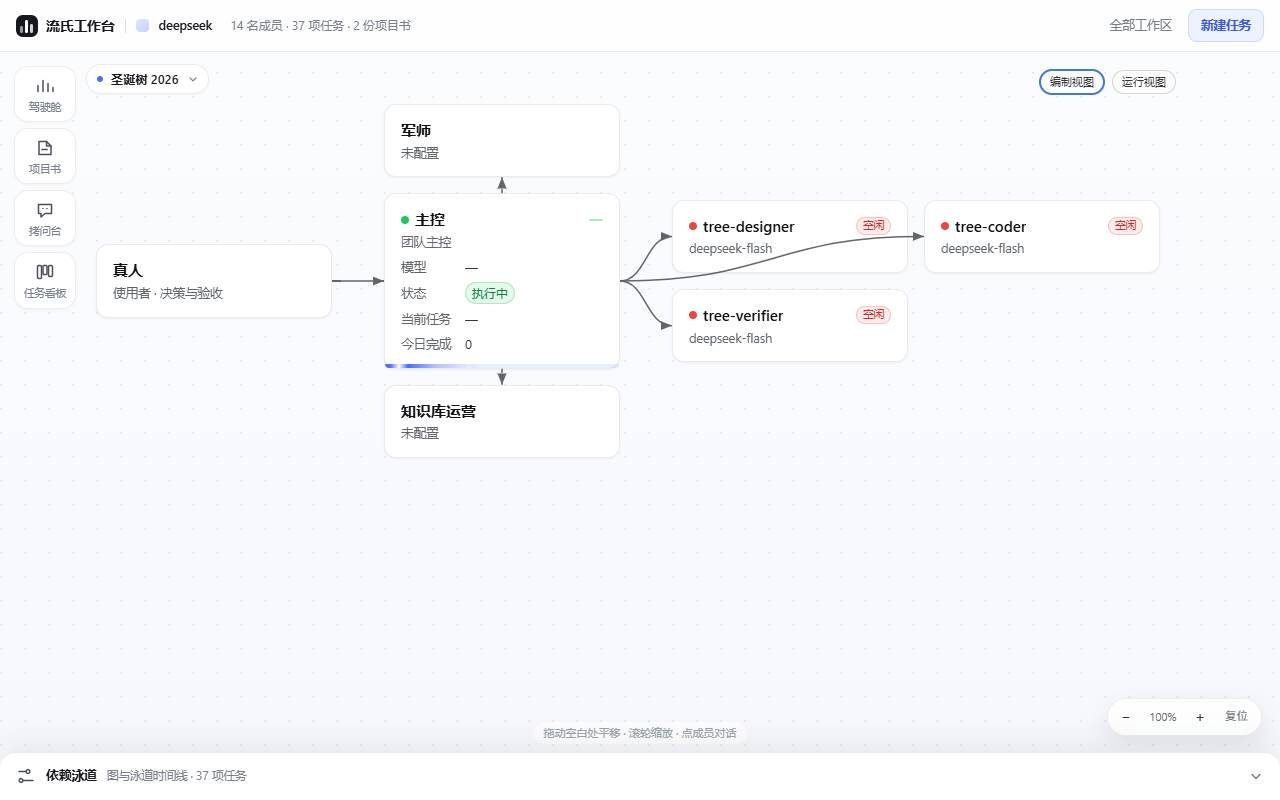 流氏工作台
deepseek
14 名成员 · 37 项任务 · 2 份项目书
全部工作区
新建任务
驾驶舱
项目书
拷问台
任务看板
圣诞树 2026
编制视图
运行视图
军师
未配置
真人
使用者 · 决策与验收
主控
团队主控
模型 —
状态 执行中
当前任务 —
今日完成 0
知识库运营
未配置
tree-designer 空闲
deepseek-flash
tree-coder 空闲
deepseek-flash
tree-verifier 空闲
deepseek-flash
拖动空白处平移 · 滚轮缩放 · 点成员对话
− 100% + 复位
依赖泳道 图与泳道时间线 · 37 项任务